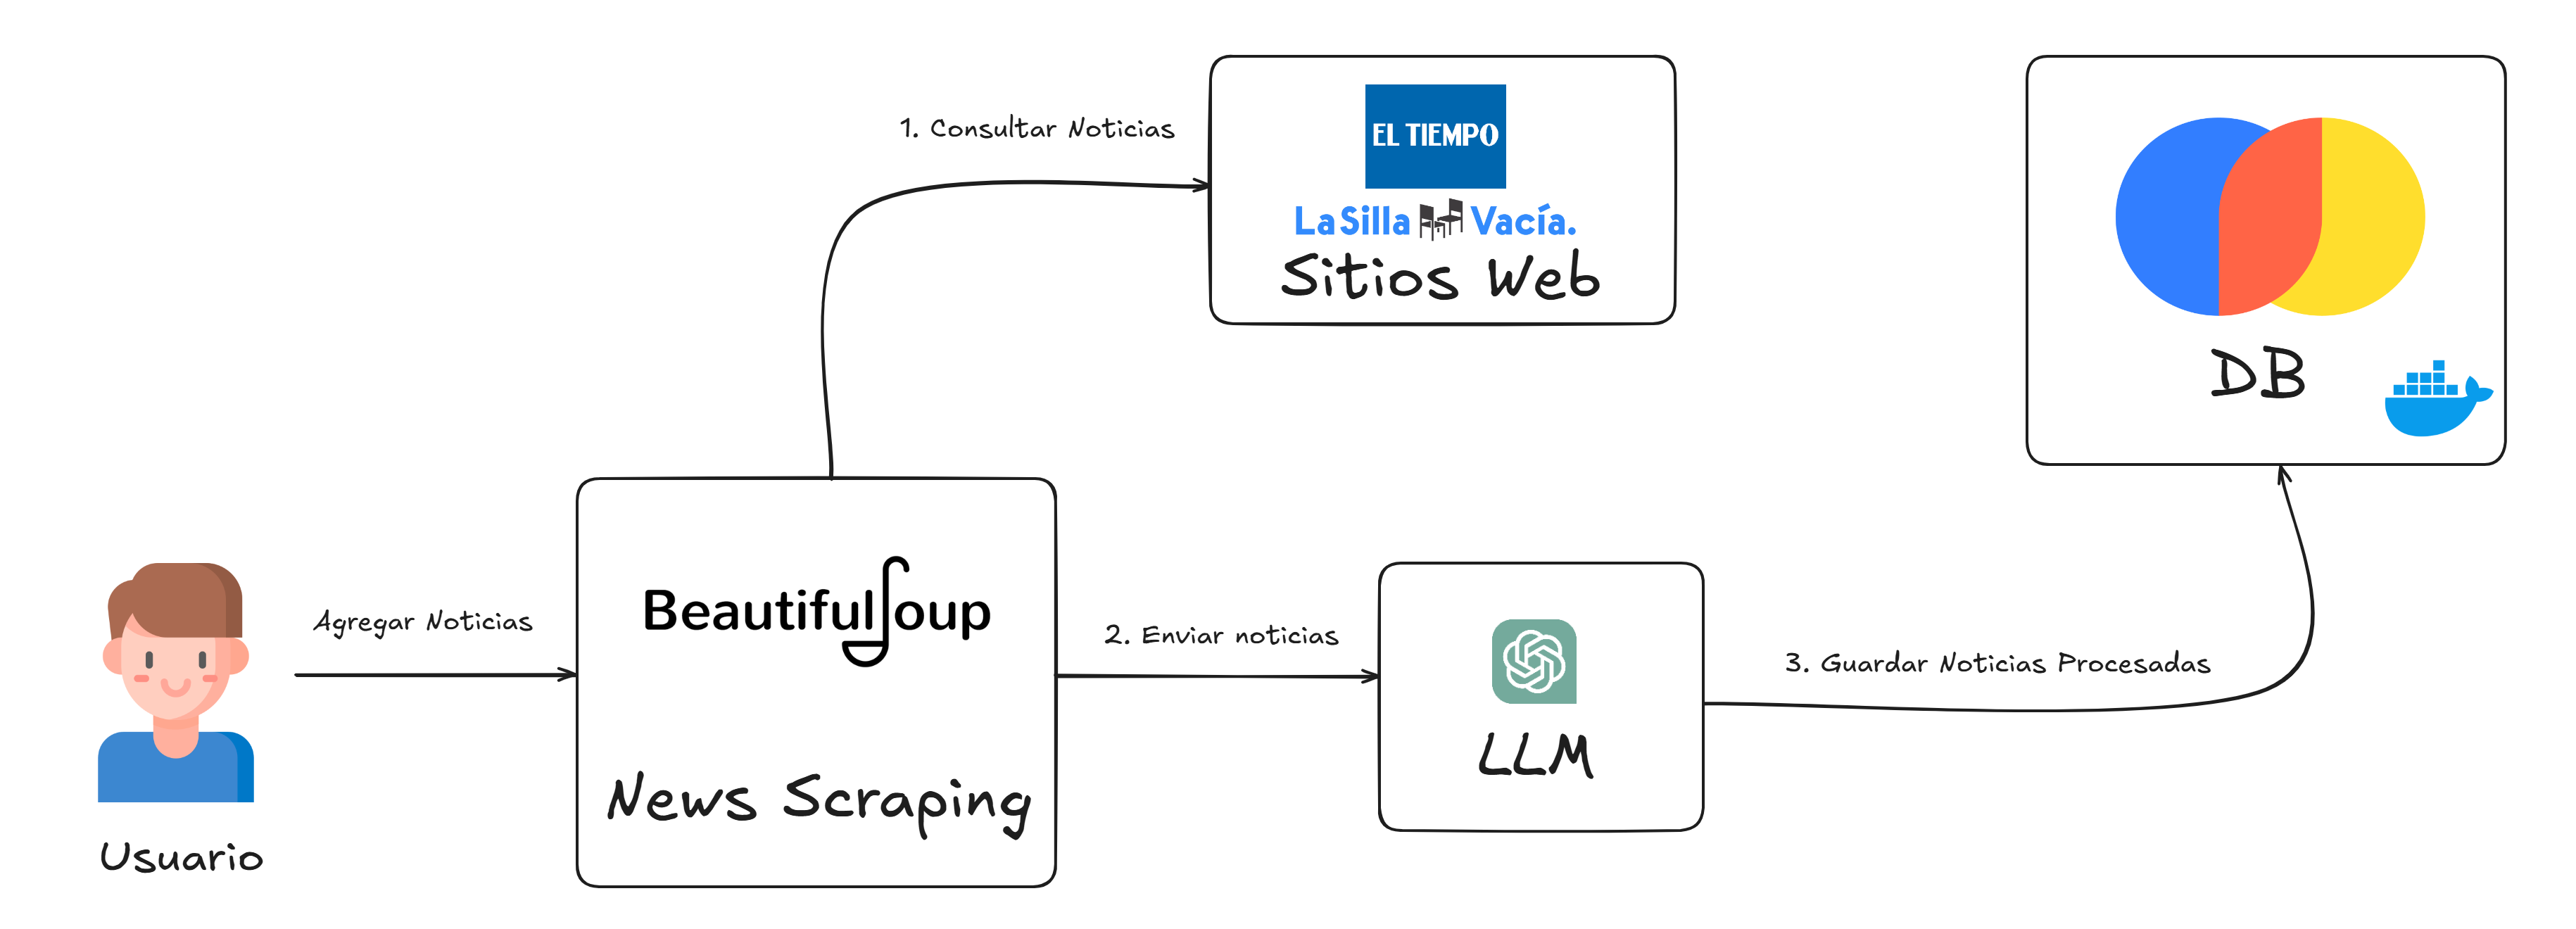 1. Consultar Noticias
EL TIEMPO
La Silla Vacía.
Sitios Web
DB
Agregar Noticias
BeautifulSoup
News Scraping
2. Enviar noticias
LLM
3. Guardar Noticias Procesadas
Usuario